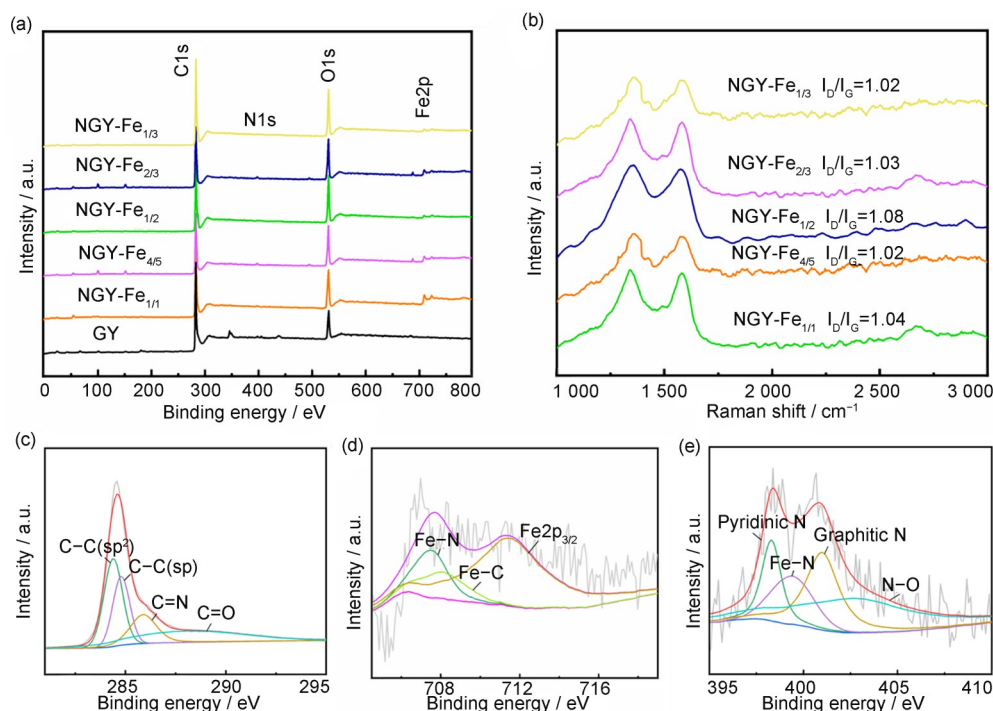 (a)
C1s
N1s
O1s
Fe2p
NGY-Fe1/3
NGY-Fe2/3
NGY-Fe1/2
NGY-Fe4/5
NGY-Fe1/1
GY
Intensity / a.u.
0 100 200 300 400 500 600 700 800
Binding energy / eV
(b)
NGY-Fe1/3 ID/IG=1.02
NGY-Fe2/3 ID/IG=1.03
NGY-Fe1/2 ID/IG=1.08
NGY-Fe4/5 ID/IG=1.02
NGY-Fe1/1 ID/IG=1.04
Intensity / a.u.
1 000 1 500 2 000 2 500 3 000
Raman shift / cm−1
(c)
C−C(sp2)
C−C(sp)
C=N
C=O
Intensity / a.u.
285 290 295
Binding energy / eV
(d)
Fe−N
Fe−C
Fe2p3/2
Intensity / a.u.
708 712 716
Binding energy / eV
(e)
Pyridinic N
Fe−N
Graphitic N
N−O
Intensity / a.u.
395 400 405 410
Binding energy / eV